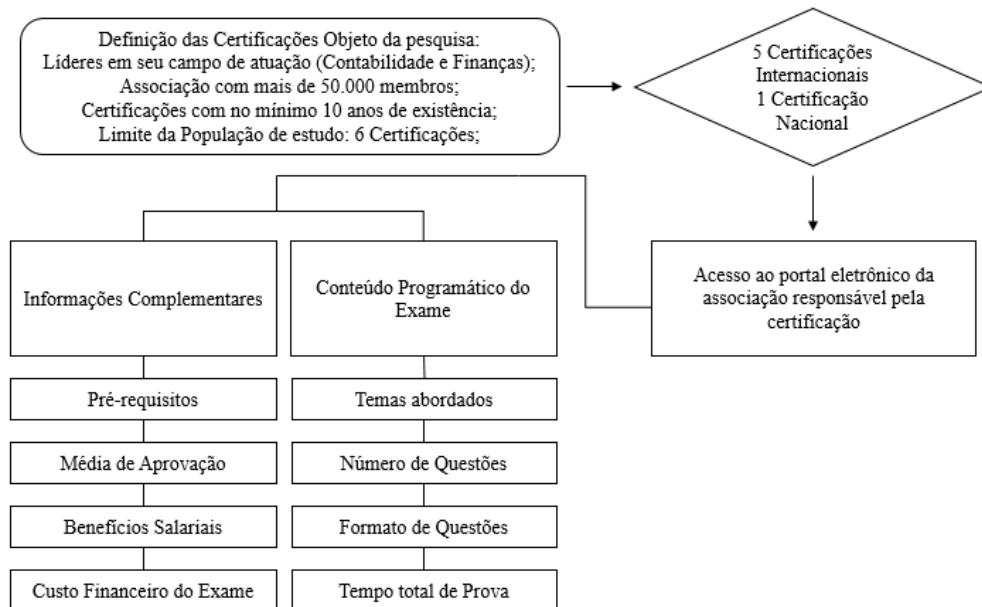 Definição das Certificações Objeto da pesquisa:
Líderes em seu campo de atuação (Contabilidade e Finanças);
Associação com mais de 50.000 membros;
Certificações com no mínimo 10 anos de existência;
Limite da População de estudo: 6 Certificações;
5 Certificações
Internacionais
1 Certificação
Nacional
Acesso ao portal eletrônico da
associação responsável pela
certificação
Informações Complementares
Pré-requisitos
Média de Aprovação
Benefícios Salariais
Custo Financeiro do Exame
Conteúdo Programático do
Exame
Temas abordados
Número de Questões
Formato de Questões
Tempo total de Prova